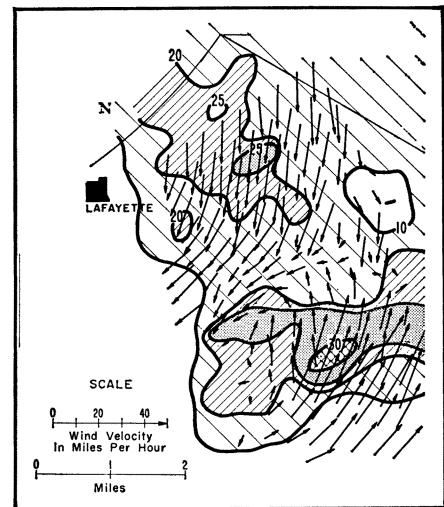 20
25
N
25
LAFAYETTE
20
10
30
SCALE
0 20 40
Wind Velocity
In Miles Per Hour
0 1 2
Miles